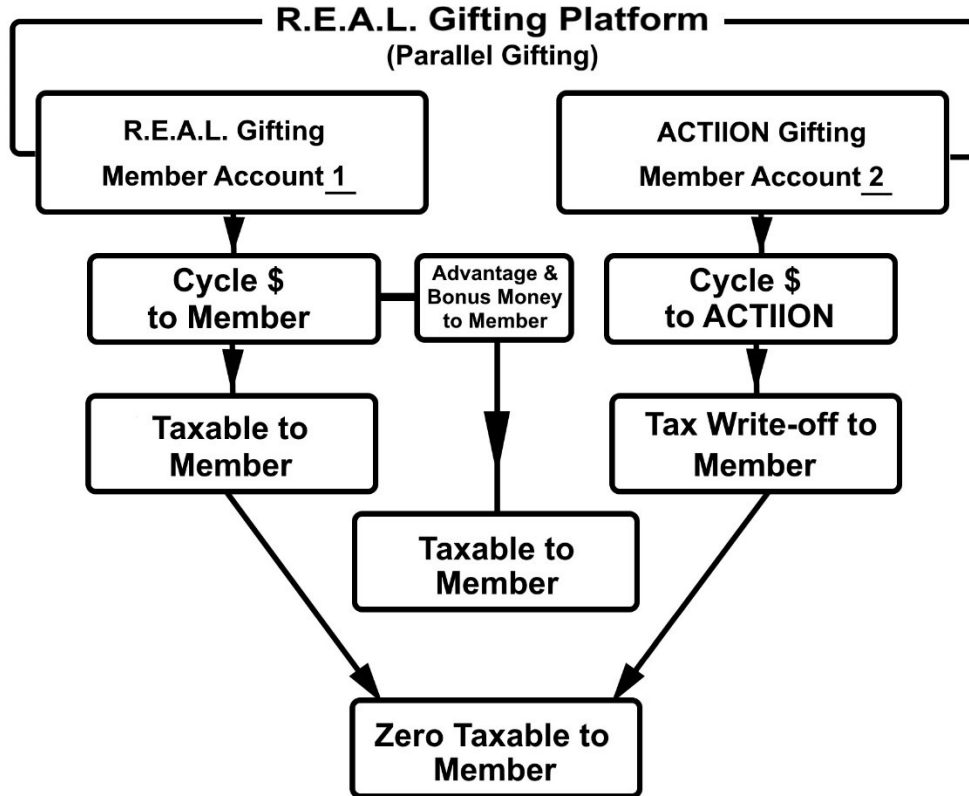 R.E.A.L. Gifting Platform
(Parallel Gifting)
R.E.A.L. Gifting
Member Account 1
ACTIION Gifting
Member Account 2
Cycle $
to Member
Advantage &
Bonus Money
to Member
Cycle $
to ACTIION
Taxable to
Member
Tax Write-off to
Member
Taxable to
Member
Zero Taxable to
Member